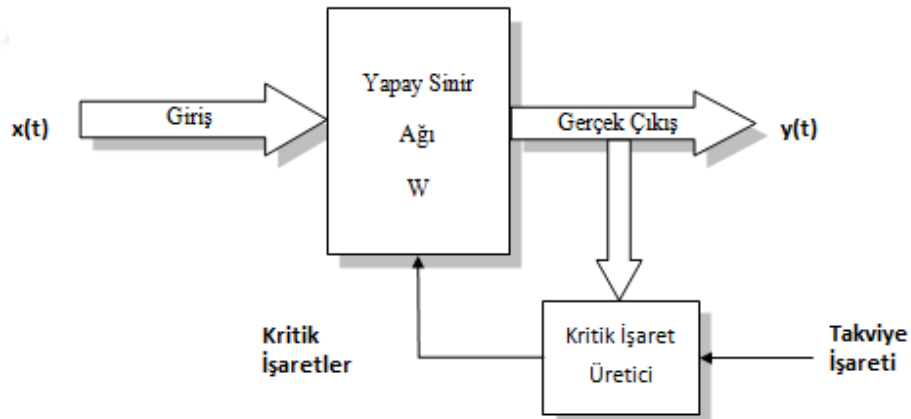 x(t)
Giriş
Yapay Sinir
Ağı
W
Gerçek Çıkış
y(t)
Kritik
İşaretler
Kritik İşaret
Üretici
Takviye
İşareti